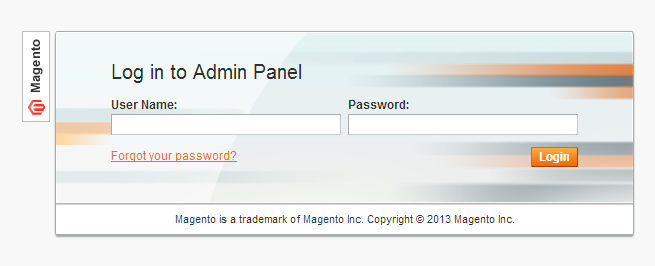 Magento
Log in to Admin Panel
User Name:
Password:
Forgot your password?
Login
Magento is a trademark of Magento Inc. Copyright © 2013 Magento Inc.